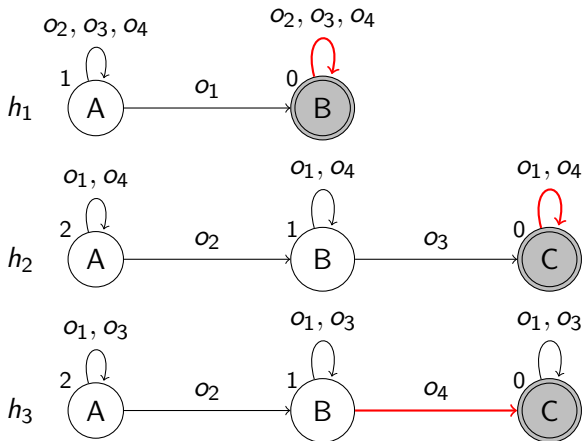 o₂, o₃, o₄ o₂, o₃, o₄
1 0
h₁ A o₁ B
o₁, o₄ o₁, o₄ o₁, o₄
2 1 0
h₂ A o₂ B o₃ C
o₁, o₃ o₁, o₃ o₁, o₃
2 1 0
h₃ A o₂ B o₄ C